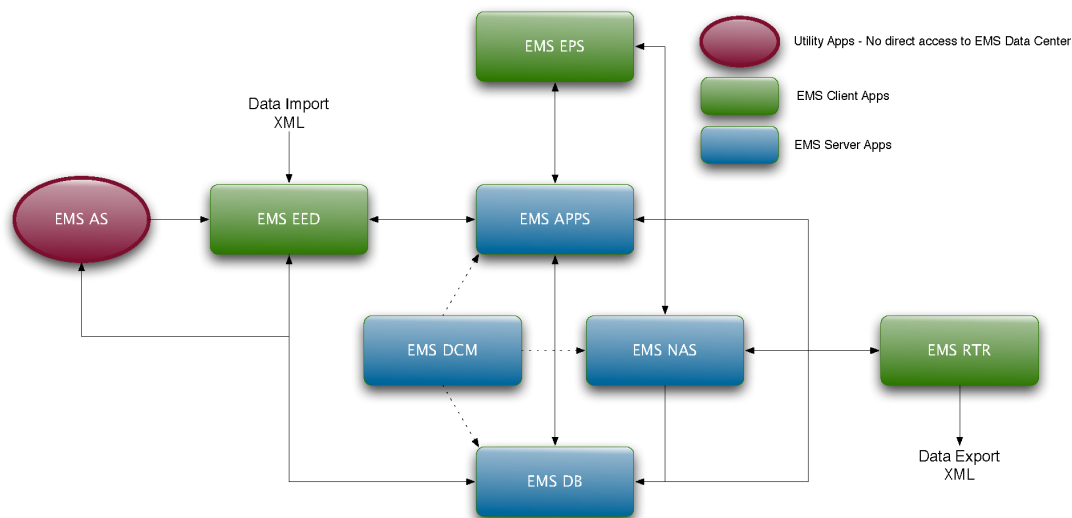 EMS EPS
Utility Apps - No direct access to EMS Data Center
EMS Client Apps
EMS Server Apps
Data Import
XML
EMS AS
EMS EED
EMS APPS
EMS DCM
EMS NAS
EMS RTR
Data Export
XML
EMS DB